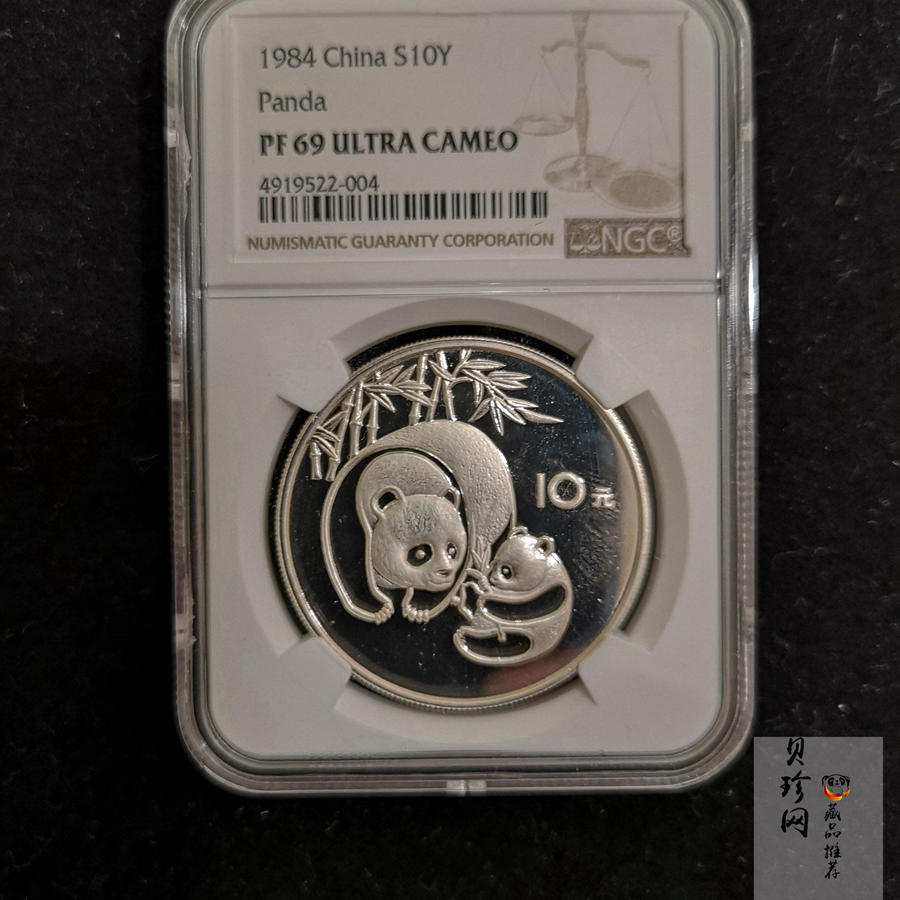 1984 China S10Y
Panda
PF 69 ULTRA CAMEO
4919522-004
NUMISMATIC GUARANTY CORPORATION
NGC®
10元
贝珍网
藏品推荐